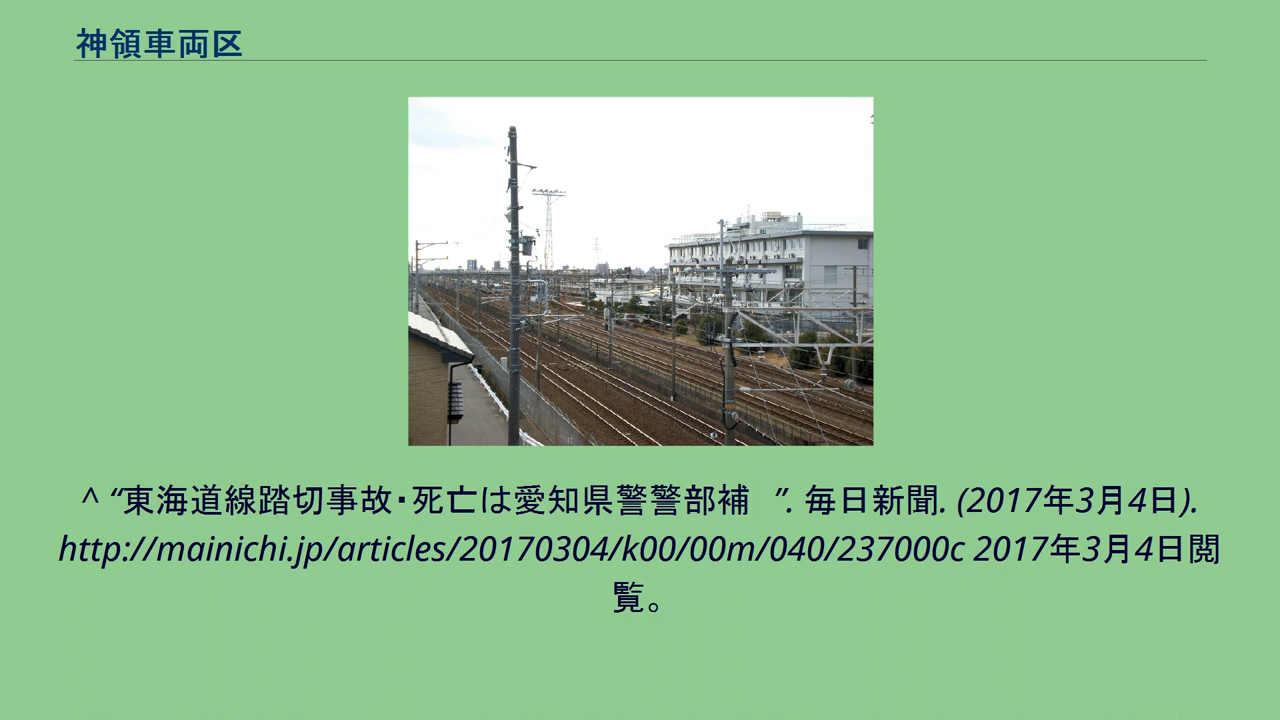 神領車両区
^ “東海道線踏切事故・死亡は愛知県警警部補　”. 毎日新聞. (2017年3月4日).
http://mainichi.jp/articles/20170304/k00/00m/040/237000c 2017年3月4日閲
覧。